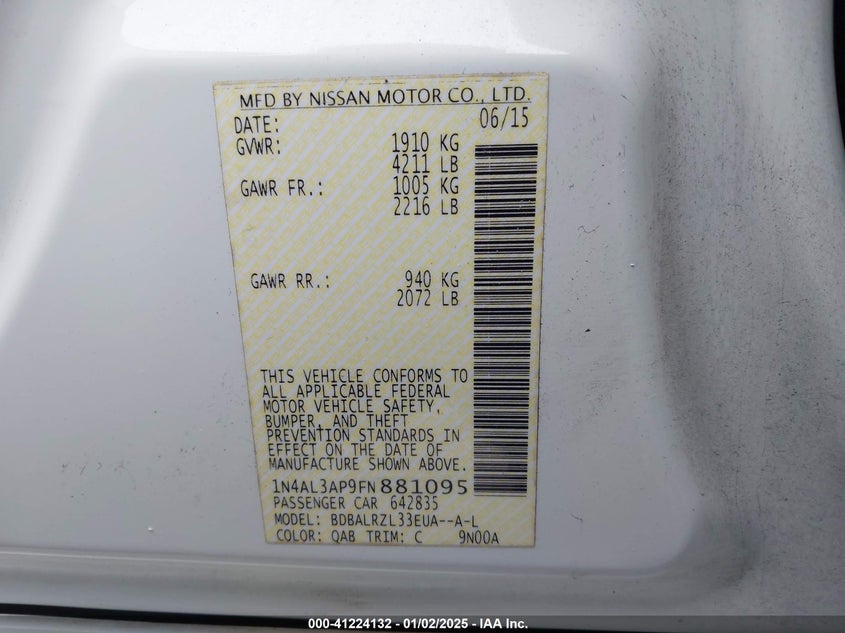 MFD BY NISSAN MOTOR CO., LTD.
DATE: 06/15
GVWR: 1910 KG
4211 LB
GAWR FR.: 1005 KG
2216 LB
GAWR RR.: 940 KG
2072 LB
THIS VEHICLE CONFORMS TO
ALL APPLICABLE FEDERAL
MOTOR VEHICLE SAFETY,
BUMPER, AND THEFT
PREVENTION STANDARDS IN
EFFECT ON THE DATE OF
MANUFACTURE SHOWN ABOVE.
1N4AL3AP9FN881095
PASSENGER CAR 642835
MODEL: BDBALRZL33EUA--A-L
COLOR: QAB TRIM: C 9N00A
000-41224132 - 01/02/2025 - IAA Inc.